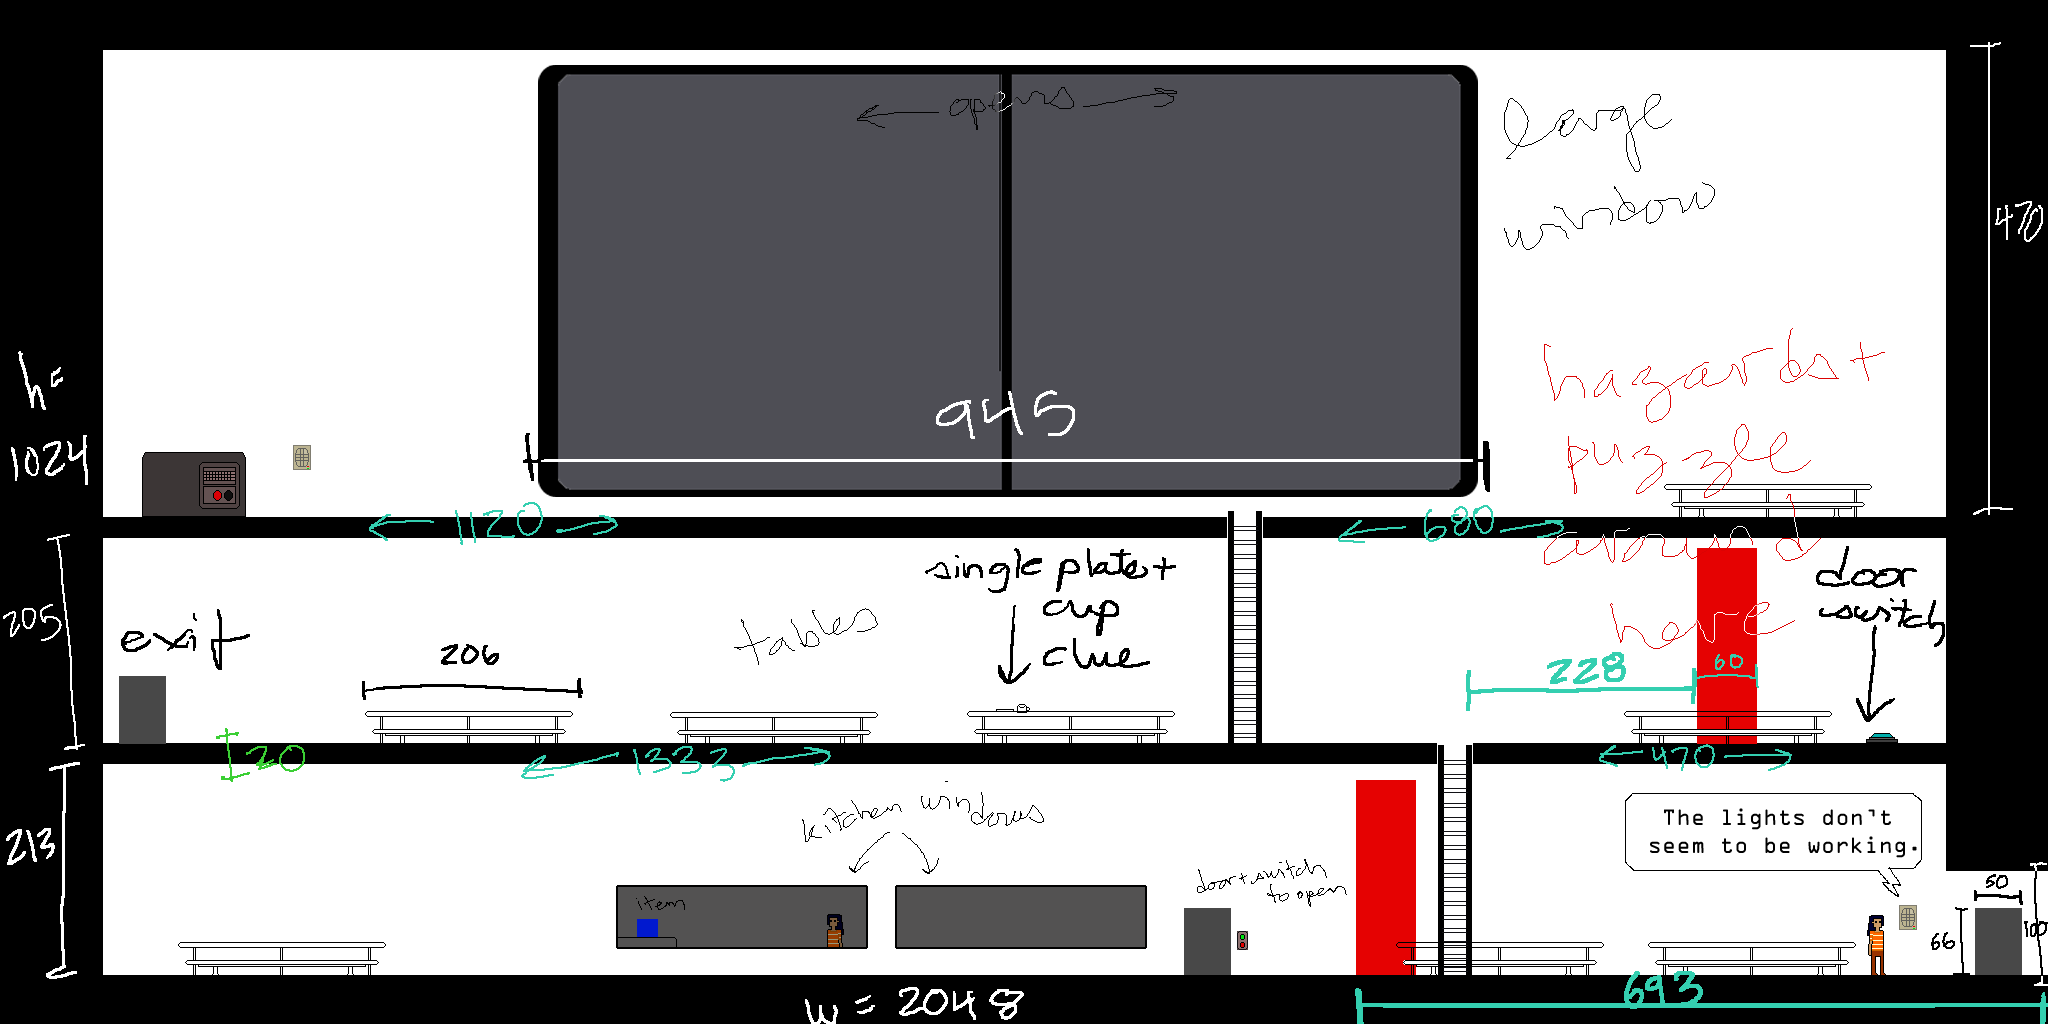 opens
large
window
470
h=
1024
945
hazards +
puzzle
around
here
1120
680
205
exit
206
tables
single plate +
cup
clue
228
60
door
switch
20
1333
470
213
kitchen windows
item
door + switch
to open
The lights don't
seem to be working.
50
66
100
693
w = 2048